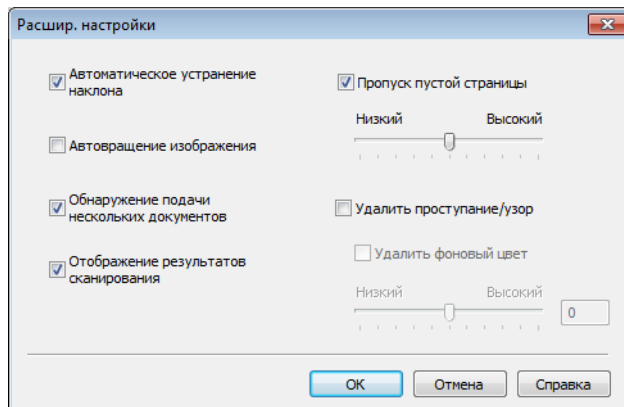 Расшир. настройки
Автоматическое устранение
наклона
Автовращение изображения
Обнаружение подачи
нескольких документов
Отображение результатов
сканирования
Пропуск пустой страницы
Низкий Высокий
Удалить проступание/узор
Удалить фоновый цвет
Низкий Высокий
0
OK Отмена Справка